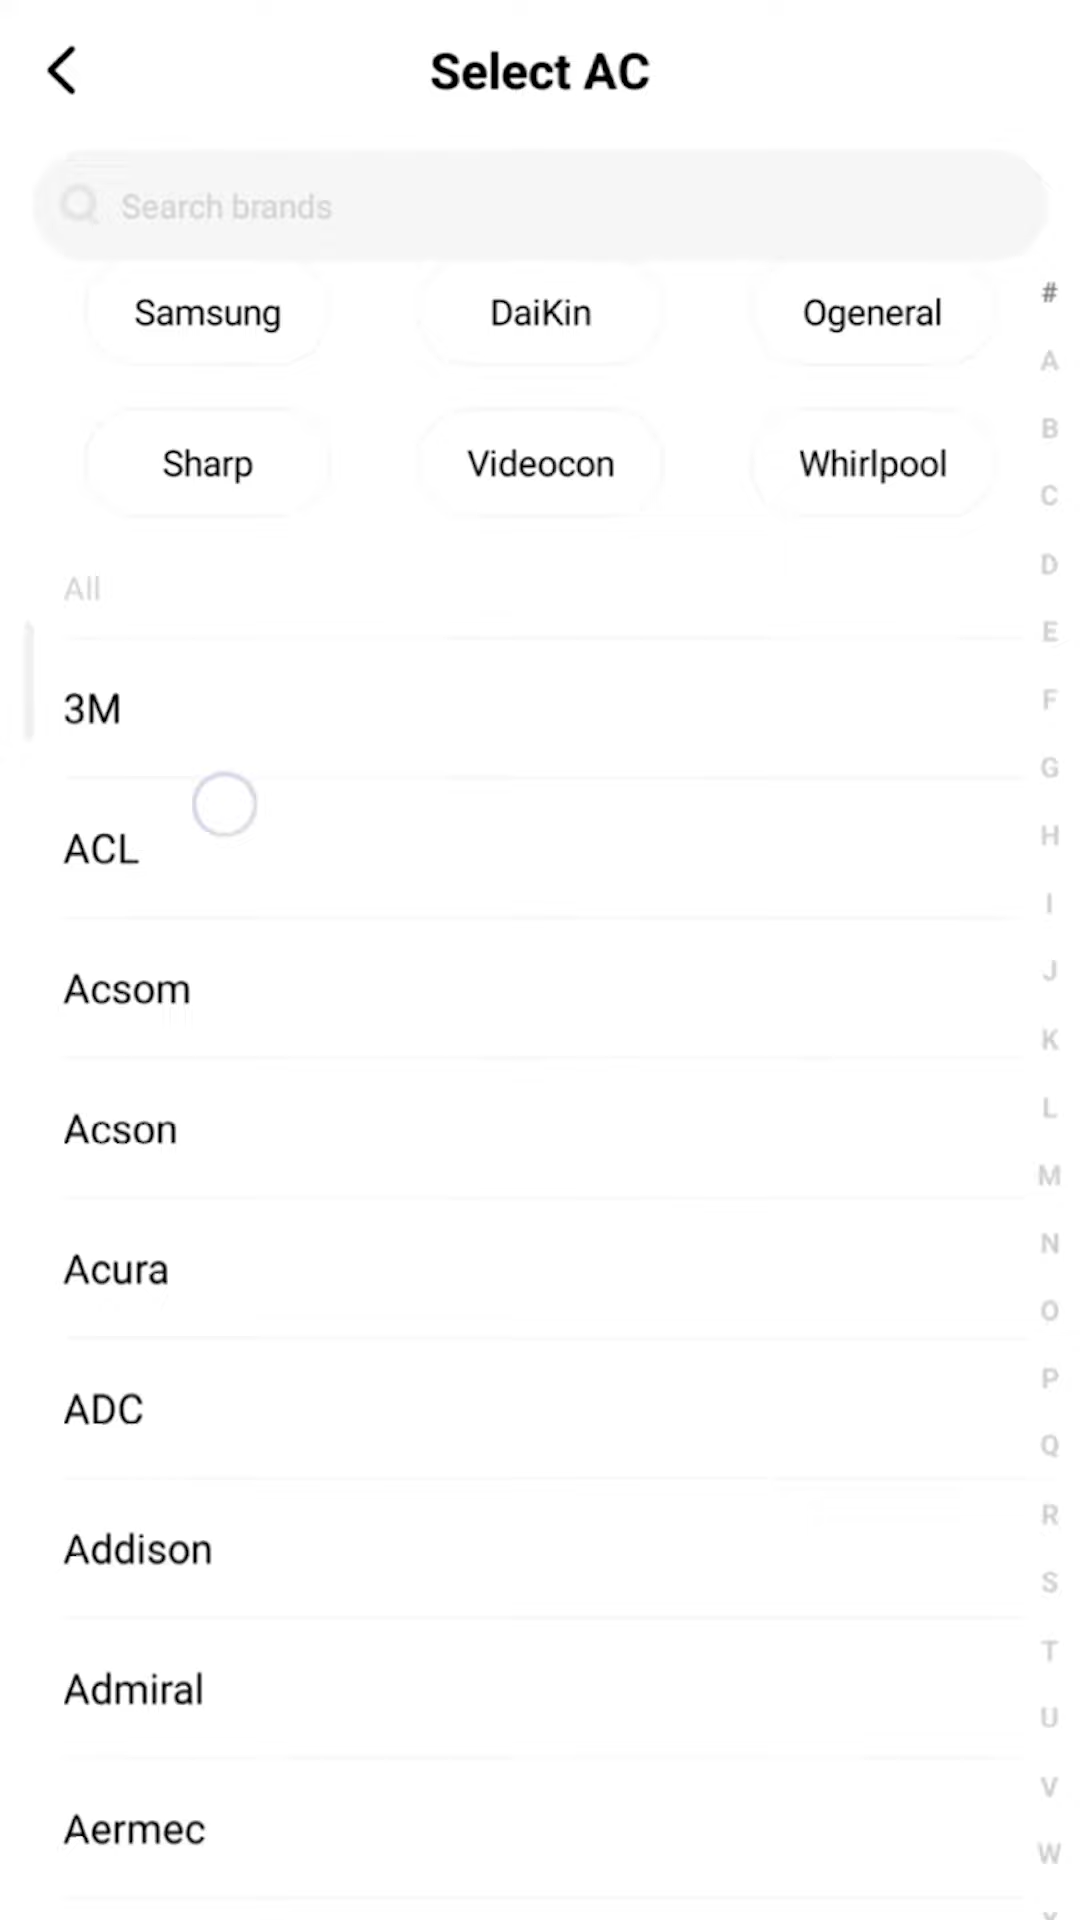 Select AC
Search brands
Samsung DaiKin Ogeneral
Sharp Videocon Whirlpool
All
3M
ACL
Acsom
Acson
Acura
ADC
Addison
Admiral
Aermec
#
A
B
C
D
E
F
G
H
I
J
K
L
M
N
O
P
Q
R
S
T
U
V
W